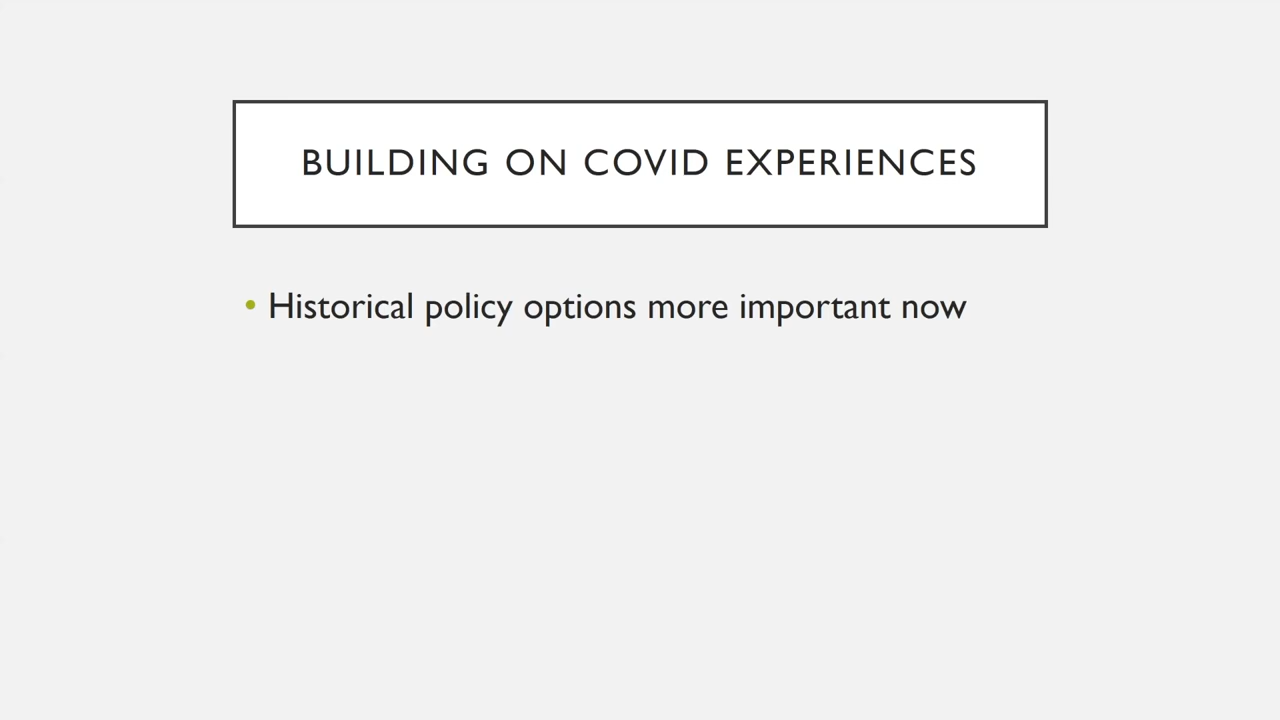 BUILDING ON COVID EXPERIENCES
• Historical policy options more important now